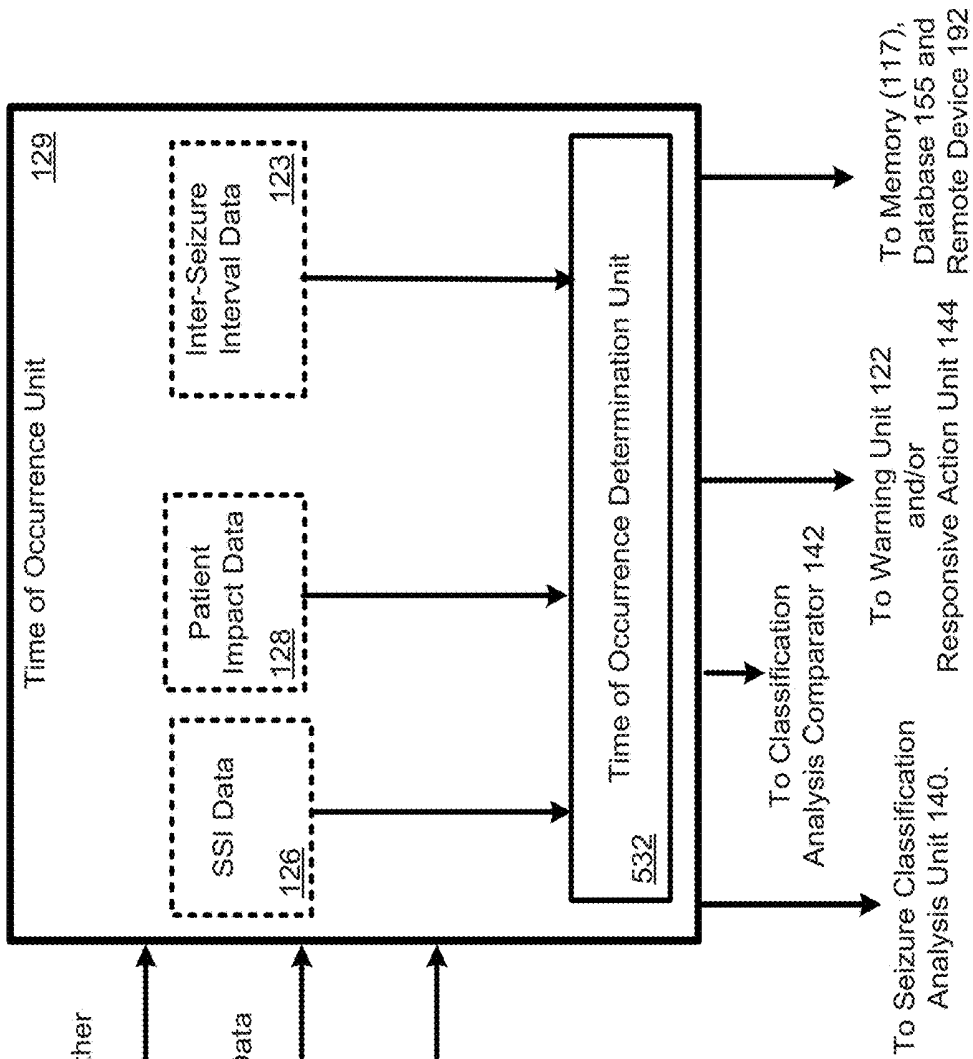 Time of Occurrence Unit
129
SSI Data
126
Patient
Impact Data
128
Inter-Seizure
Interval Data
123
532
Time of Occurrence Determination Unit
To Seizure Classification
Analysis Unit 140.
To Classification
Analysis Comparator 142
To Warning Unit 122
and/or
Responsive Action Unit 144
To Memory (117),
Database 155 and
Remote Device 192
ther
Data